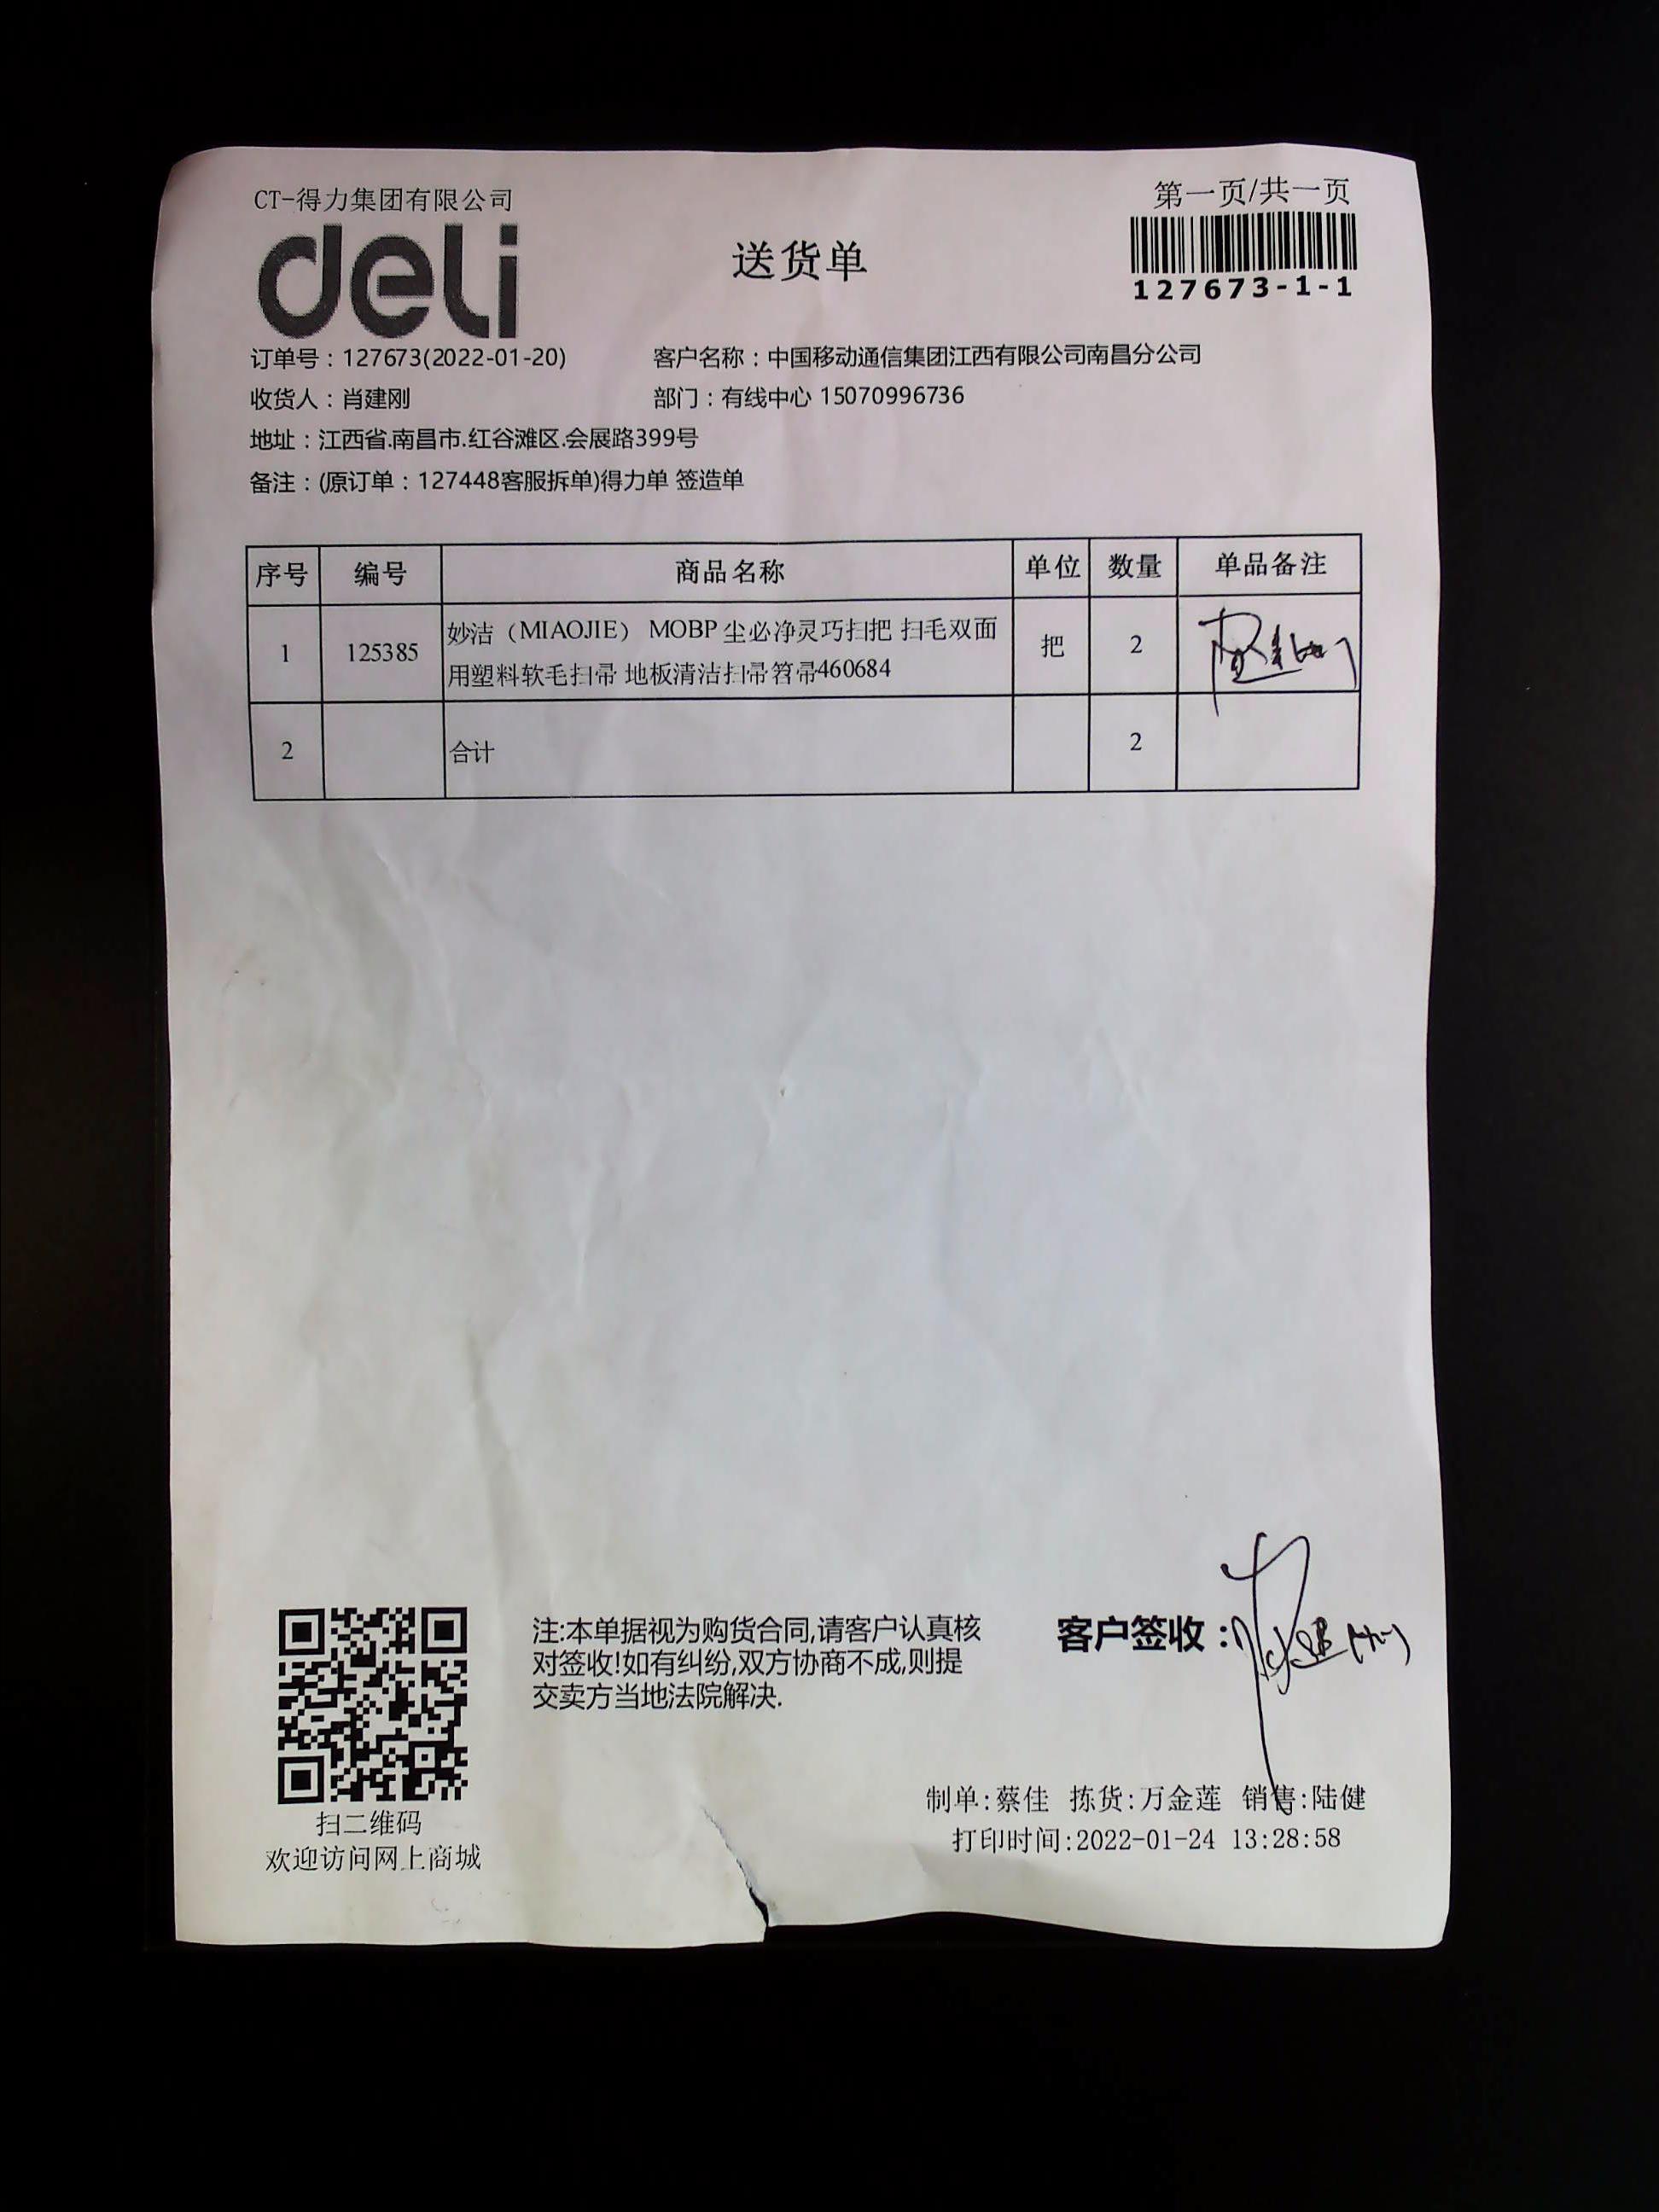 CT-得力集团有限公司
第一页/共一页
deli
送货单
127673-1-1
订单号：127673(2022-01-20)
客户名称：中国移动通信集团江西有限公司南昌分公司
收货人：肖建刚
部门：有线中心 15070996736
地址：江西省.南昌市.红谷滩区.会展路399号
备注：(原订单：127448客服拆单)得力单 签造单
序号 编号 商品名称 单位 数量 单品备注
1 125385 妙洁（MIAOJIE） MOBP 尘必净灵巧扫把 扫毛双面 把 2
用塑料软毛扫帚 地板清洁扫帚笤帚460684
2 合计 2
注:本单据视为购货合同,请客户认真核
对签收!如有纠纷,双方协商不成,则提
交卖方当地法院解决.
客户签收：
扫二维码
欢迎访问网上商城
制单:蔡佳 拣货:万金莲 销售:陆健
打印时间:2022-01-24 13:28:58